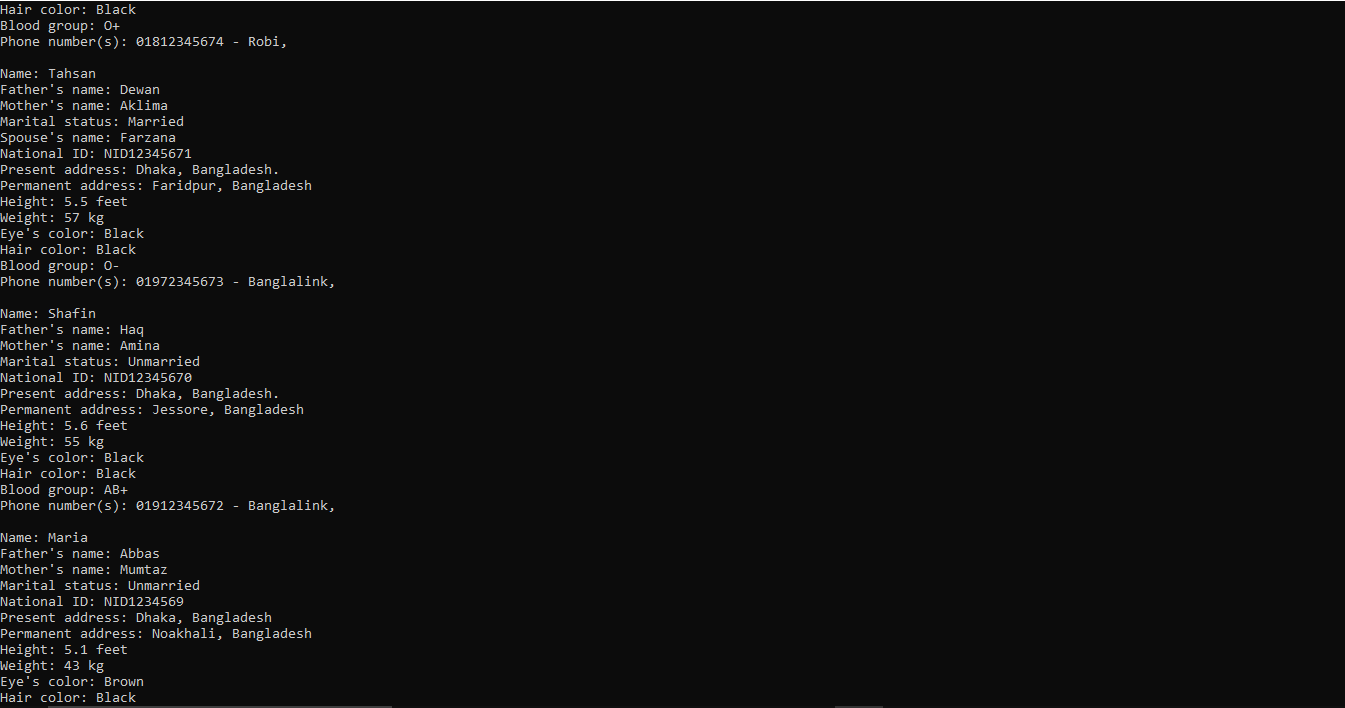 Hair color: Black
Blood group: O+
Phone number(s): 01812345674 - Robi,
Name: Tahsan
Father's name: Dewan
Mother's name: Aklima
Marital status: Married
Spouse's name: Farzana
National ID: NID12345671
Present address: Dhaka, Bangladesh.
Permanent address: Faridpur, Bangladesh
Height: 5.5 feet
Weight: 57 kg
Eye's color: Black
Hair color: Black
Blood group: O-
Phone number(s): 01972345673 - Banglalink,
Name: Shafin
Father's name: Haq
Mother's name: Amina
Marital status: Unmarried
National ID: NID12345670
Present address: Dhaka, Bangladesh.
Permanent address: Jessore, Bangladesh
Height: 5.6 feet
Weight: 55 kg
Eye's color: Black
Hair color: Black
Blood group: AB+
Phone number(s): 01912345672 - Banglalink,
Name: Maria
Father's name: Abbas
Mother's name: Mumtaz
Marital status: Unmarried
National ID: NID1234569
Present address: Dhaka, Bangladesh
Permanent address: Noakhali, Bangladesh
Height: 5.1 feet
Weight: 43 kg
Eye's color: Brown
Hair color: Black